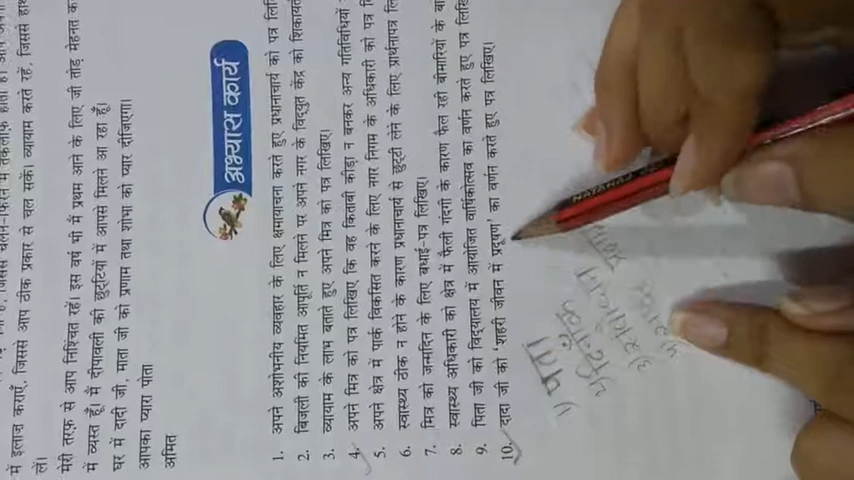 में इलाज कराएँ, जिससे आप ठीक प्रकार से चल सकें। व्यायाम करते रहें, जिससे
लें।
मेरी तरफ़ से आप निश्चिंत रहें। इस वर्ष भी मैं प्रथम आने के लिए जी तोड़ मेहनत
में व्यस्त हूँ। मैं दीपावली की छुट्टियों में आपसे मिलने आ रहा हूँ।
घर में दादी जी, माता जी को प्रणाम तथा शोभा को प्यार दीजिएगा।
आपका प्यारा पोता
अमित
अभ्यास कार्य
1. अपने अशोभनीय व्यवहार के लिए क्षमायाचना करते हुए प्रधानाचार्य को पत्र
2. बिजली की नियमित आपूर्ति न मिलने पर अपने नगर के विद्युत केंद्र को शिकायत
3. व्यायाम के लाभ बताते हुए अपने मित्र को पत्र लिखिए।
4. अपने मित्र को पत्र लिखिए कि वह किताबी कीड़ा न बनकर अन्य गतिविधियों
5. अपने क्षेत्र में पार्क विकसित करने के लिए नगर निगम के अधिकारी को पत्र
6. स्वास्थ्य ठीक न होने के कारण प्रधानाचार्य से छुट्टी लेने के लिए प्रार्थनापत्र
7. मित्र को जन्मदिन के लिए बधाई-पत्र लिखिए।
8. स्वास्थ्य अधिकारी को क्षेत्र में फैली गंदगी के कारण फैल रही बीमारियों के
9. पिता जी को विद्यालय में आयोजित वार्षिकोत्सव का वर्णन करते हुए पत्र
10. दादा जी को 'शहरी जीवन में प्रदूषण' का वर्णन करते हुए पत्र लिखिए।
पता
दिनांक
NATARAJ